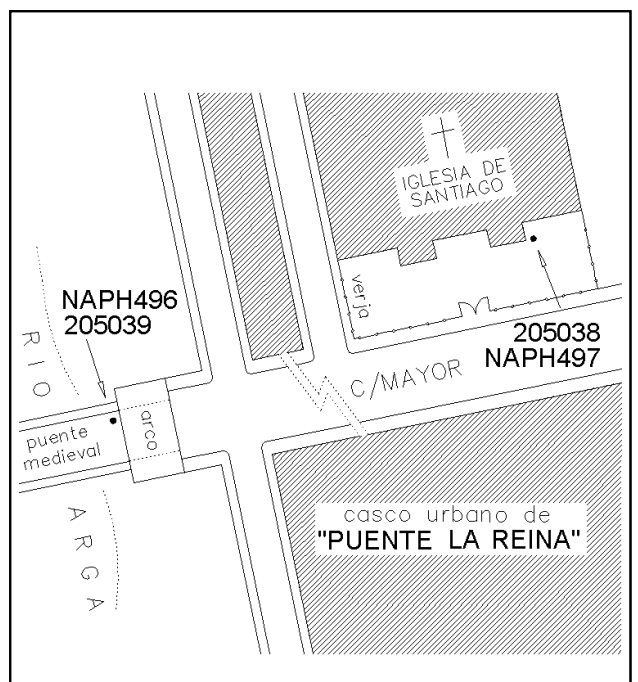 IGLESIA DE
SANTIAGO
verja
NAPH496
205039
205038
NAPH497
RIO
C/MAYOR
arco
puente
medieval
casco urbano de
"PUENTE LA REINA"
ARGA